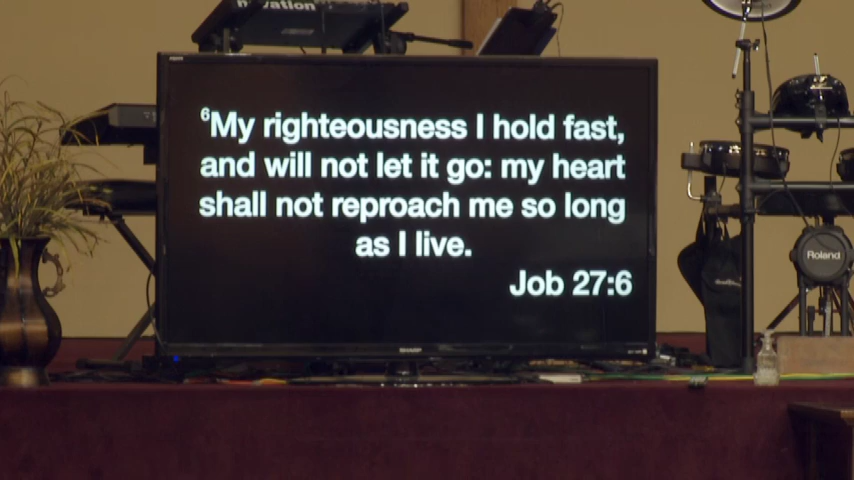 ⁶My righteousness I hold fast,
and will not let it go: my heart
shall not reproach me so long
as I live.
Job 27:6
Roland
SHARP